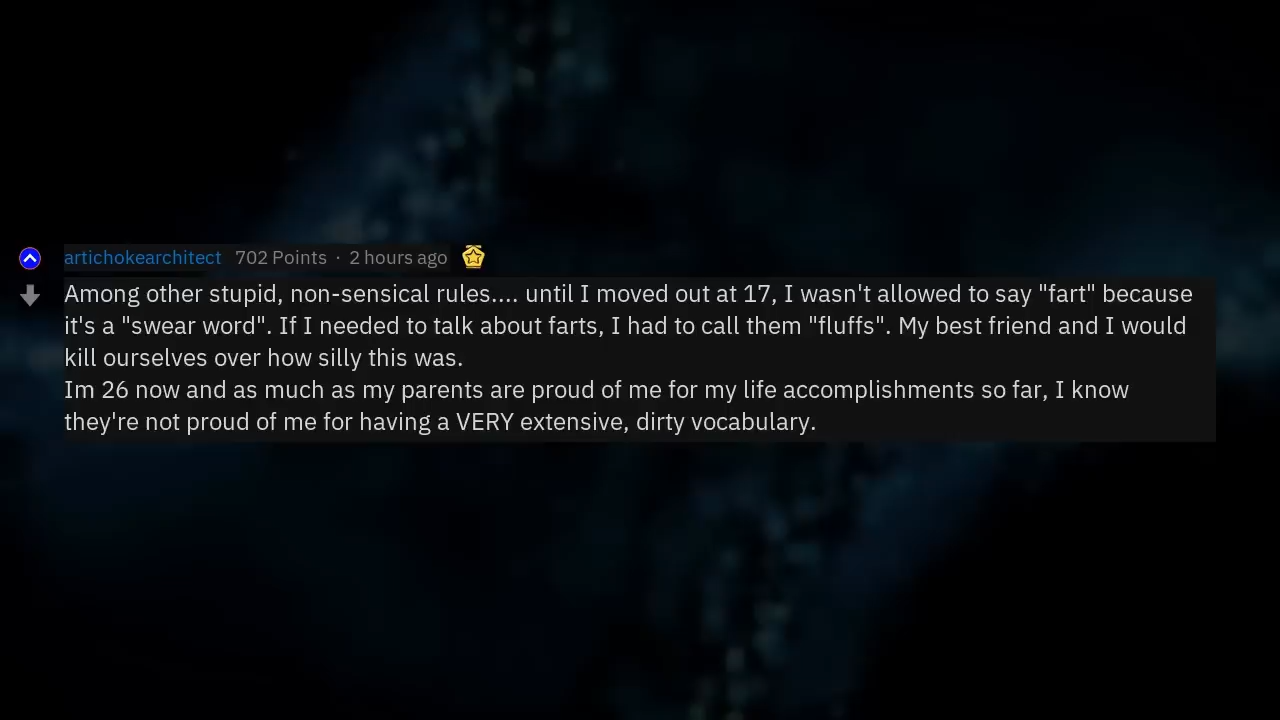 artichokearchitect 702 Points · 2 hours ago
Among other stupid, non-sensical rules.... until I moved out at 17, I wasn't allowed to say "fart" because
it's a "swear word". If I needed to talk about farts, I had to call them "fluffs". My best friend and I would
kill ourselves over how silly this was.
Im 26 now and as much as my parents are proud of me for my life accomplishments so far, I know
they're not proud of me for having a VERY extensive, dirty vocabulary.